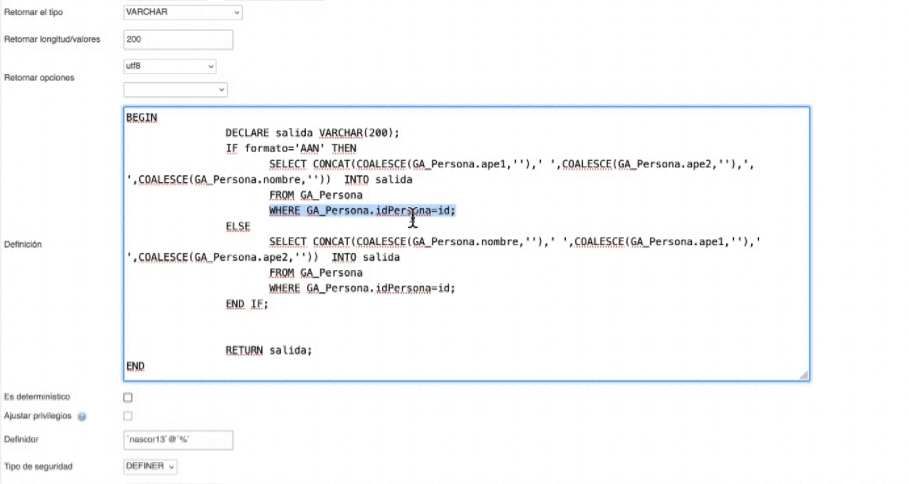 Retornar el tipo
VARCHAR
Retornar longitud/valores
200
Retornar opciones
utf8
Definición
BEGIN
DECLARE salida VARCHAR(200);
IF formato='AAN' THEN
SELECT CONCAT(COALESCE(GA_Persona.ape1,''),' ',COALESCE(GA_Persona.ape2,''),',
',COALESCE(GA_Persona.nombre,''))  INTO salida
FROM GA_Persona
WHERE GA_Persona.idPersona=id;
ELSE
SELECT CONCAT(COALESCE(GA_Persona.nombre,''),' ',COALESCE(GA_Persona.ape1,''),'
',COALESCE(GA_Persona.ape2,''))  INTO salida
FROM GA_Persona
WHERE GA_Persona.idPersona=id;
END IF;
RETURN salida;
END
Es determinístico
Ajustar privilegios
Definidor
`nascor13`@`%`
Tipo de seguridad
DEFINER